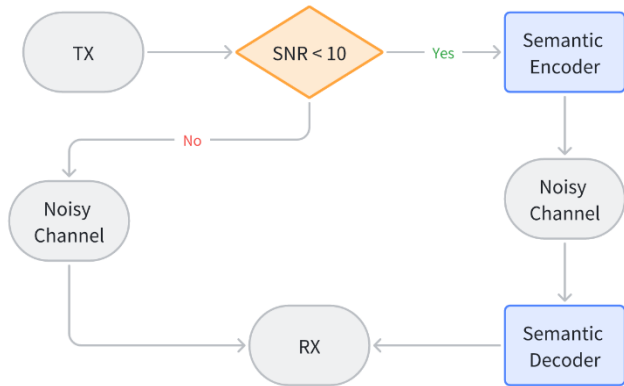 TX
SNR < 10
Yes
Semantic
Encoder
No
Noisy
Channel
Noisy
Channel
RX
Semantic
Decoder